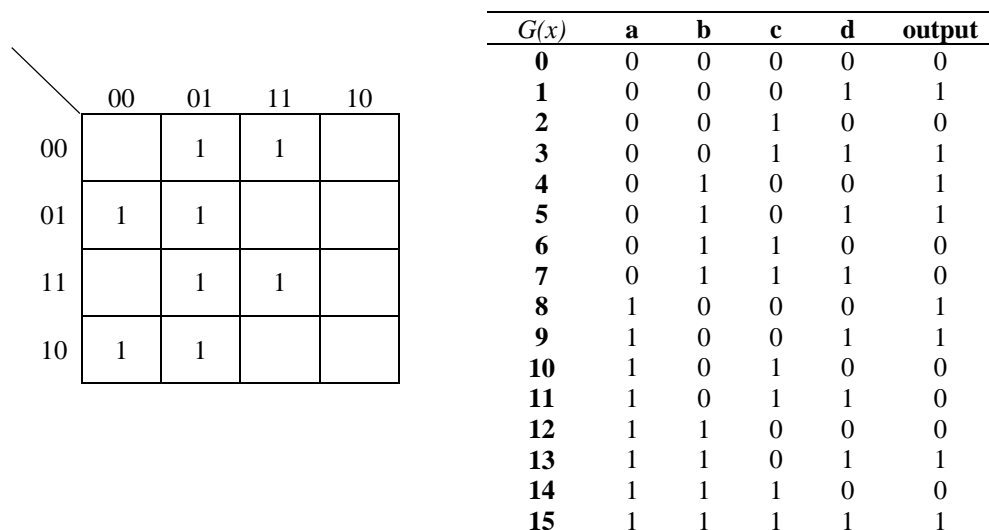 00 01 11 10
00 1 1
01 1 1
11 1 1
10 1 1
G(x) a b c d output
0 0 0 0 0 0
1 0 0 0 1 1
2 0 0 1 0 0
3 0 0 1 1 1
4 0 1 0 0 1
5 0 1 0 1 1
6 0 1 1 0 0
7 0 1 1 1 0
8 1 0 0 0 1
9 1 0 0 1 1
10 1 0 1 0 0
11 1 0 1 1 0
12 1 1 0 0 0
13 1 1 0 1 1
14 1 1 1 0 0
15 1 1 1 1 1